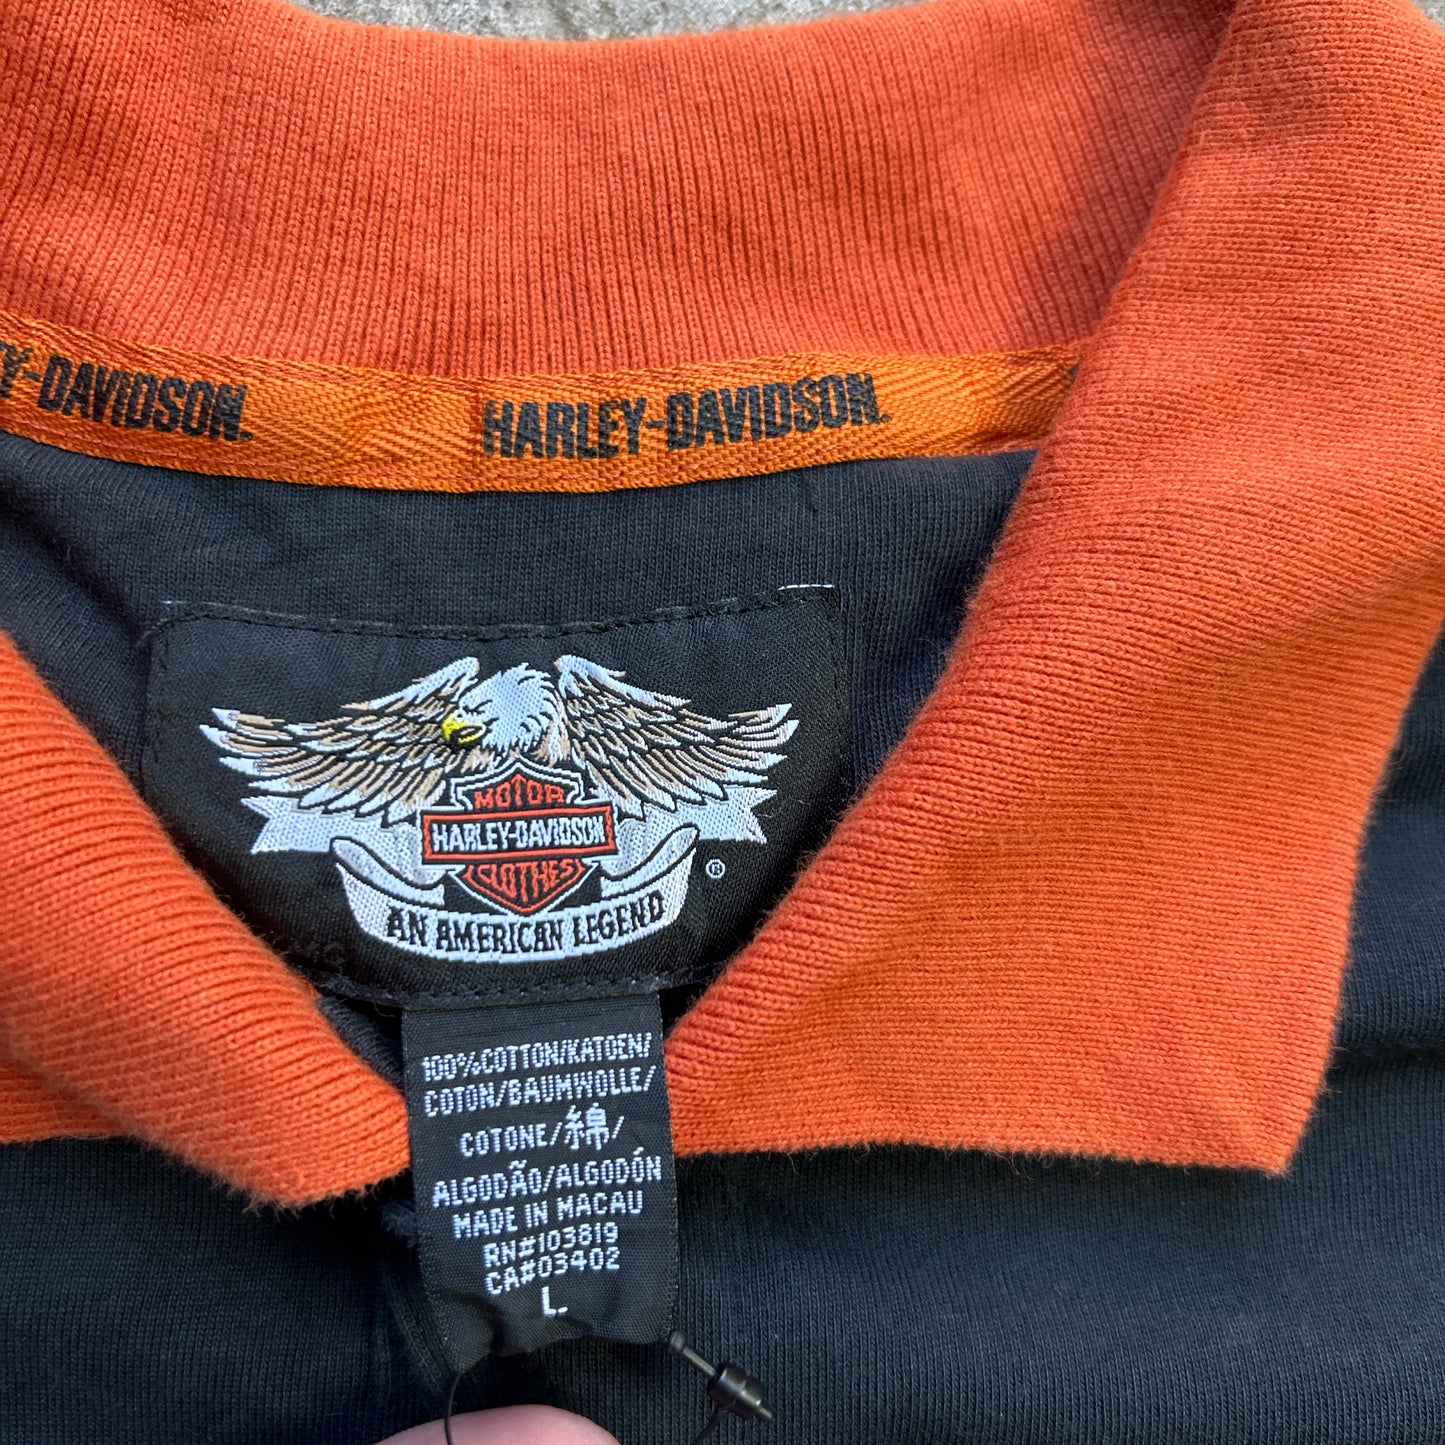 Y-DAVIDSON.
HARLEY-DAVIDSON.
MOTOR
HARLEY-DAVIDSON
CLOTHES
®
AN AMERICAN LEGEND
100%COTTON/KATOEN/
COTON/BAUMWOLLE/
COTONE/綿/
ALGODÃO/ALGODÓN
MADE IN MACAU
RN#103819
CA#03402
L